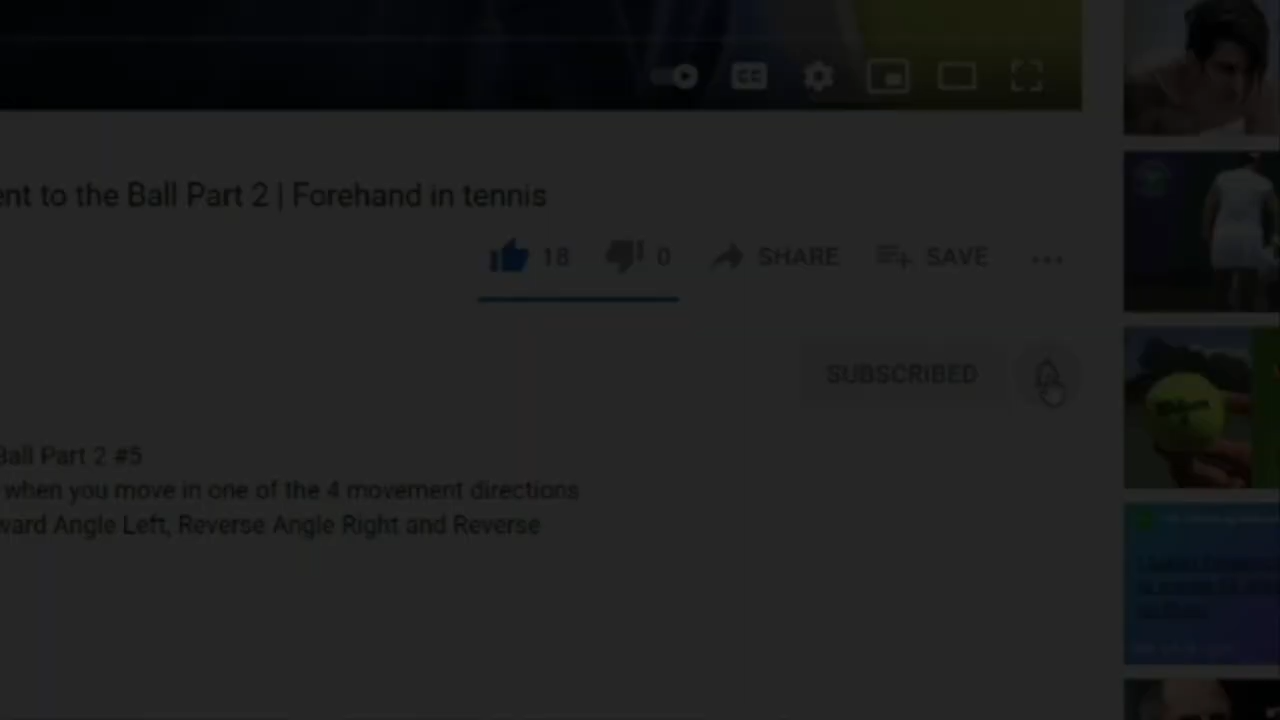 ent to the Ball Part 2 | Forehand in tennis
18 0 SHARE SAVE
SUBSCRIBED
Ball Part 2 #5
when you move in one of the 4 movement directions
ward Angle Left, Reverse Angle Right and Reverse
Wilson